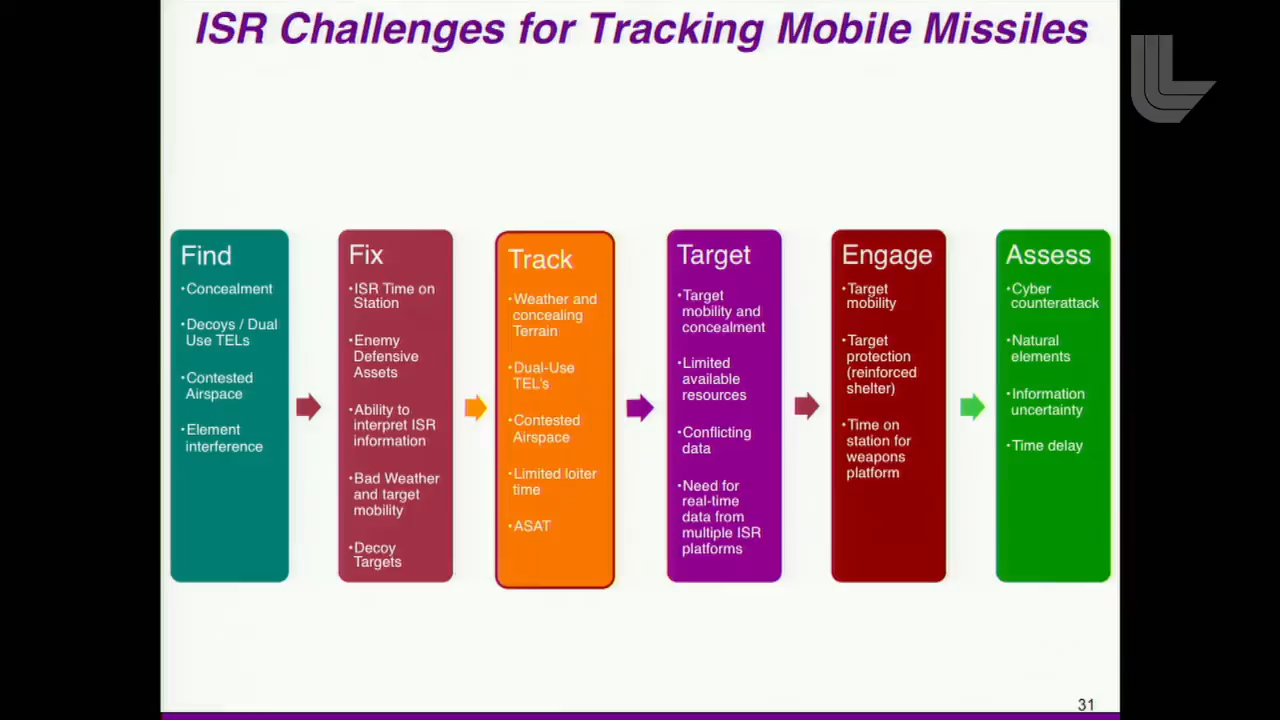 ISR Challenges for Tracking Mobile Missiles
Find
•Concealment
•Decoys / Dual
Use TELs
•Contested
Airspace
•Element
interference
Fix
•ISR Time on
Station
•Enemy
Defensive
Assets
•Ability to
interpret ISR
information
•Bad Weather
and target
mobility
•Decoy
Targets
Track
•Weather and
concealing
Terrain
•Dual-Use
TEL's
•Contested
Airspace
•Limited loiter
time
•ASAT
Target
•Target
mobility and
concealment
•Limited
available
resources
•Conflicting
data
•Need for
real-time
data from
multiple ISR
platforms
Engage
•Target
mobility
•Target
protection
(reinforced
shelter)
•Time on
station for
weapons
platform
Assess
•Cyber
counterattack
•Natural
elements
•Information
uncertainty
•Time delay
31